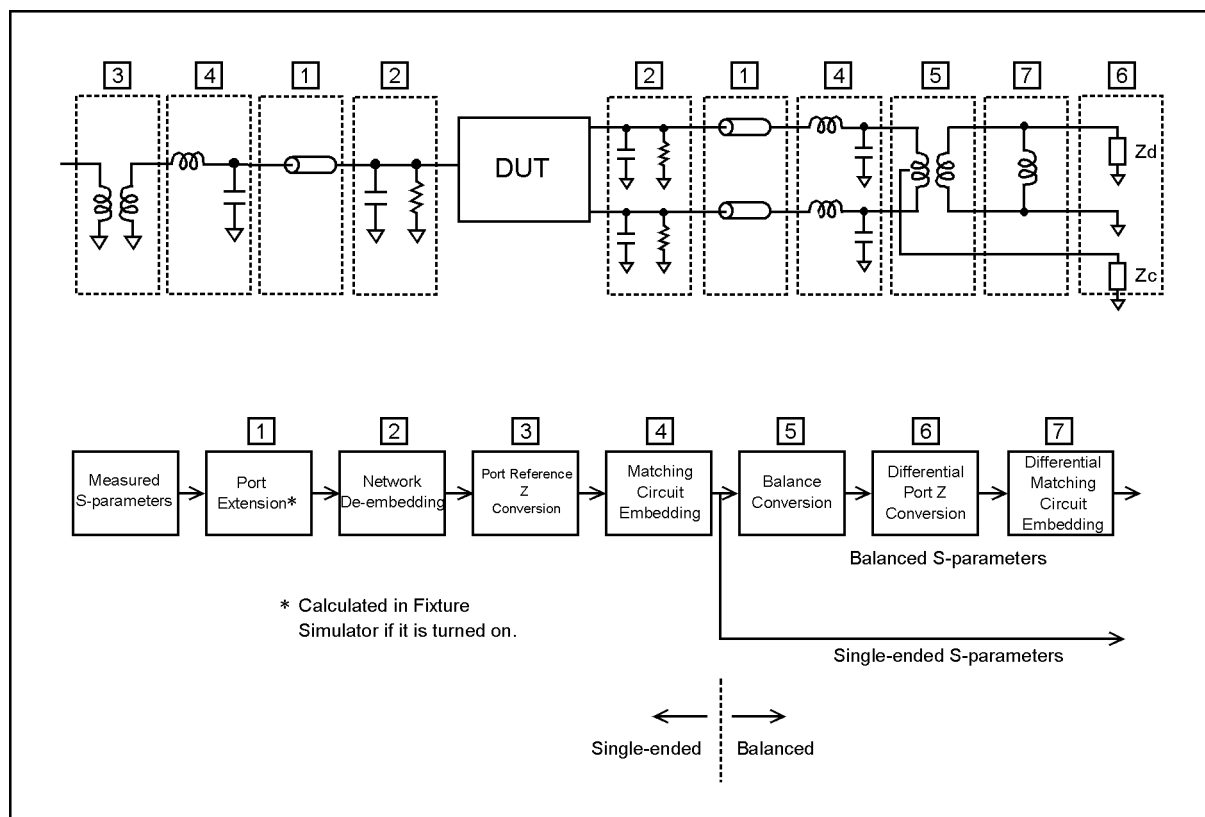 3 4 1 2 2 1 4 5 7 6
DUT
Zd
Zc
1 2 3 4 5 6 7
Measured
S-parameters
Port
Extension*
Network
De-embedding
Port Reference
Z
Conversion
Matching
Circuit
Embedding
Balance
Conversion
Differential
Port Z
Conversion
Differential
Matching
Circuit
Embedding
Balanced S-parameters
* Calculated in Fixture
Simulator if it is turned on.
Single-ended S-parameters
Single-ended Balanced